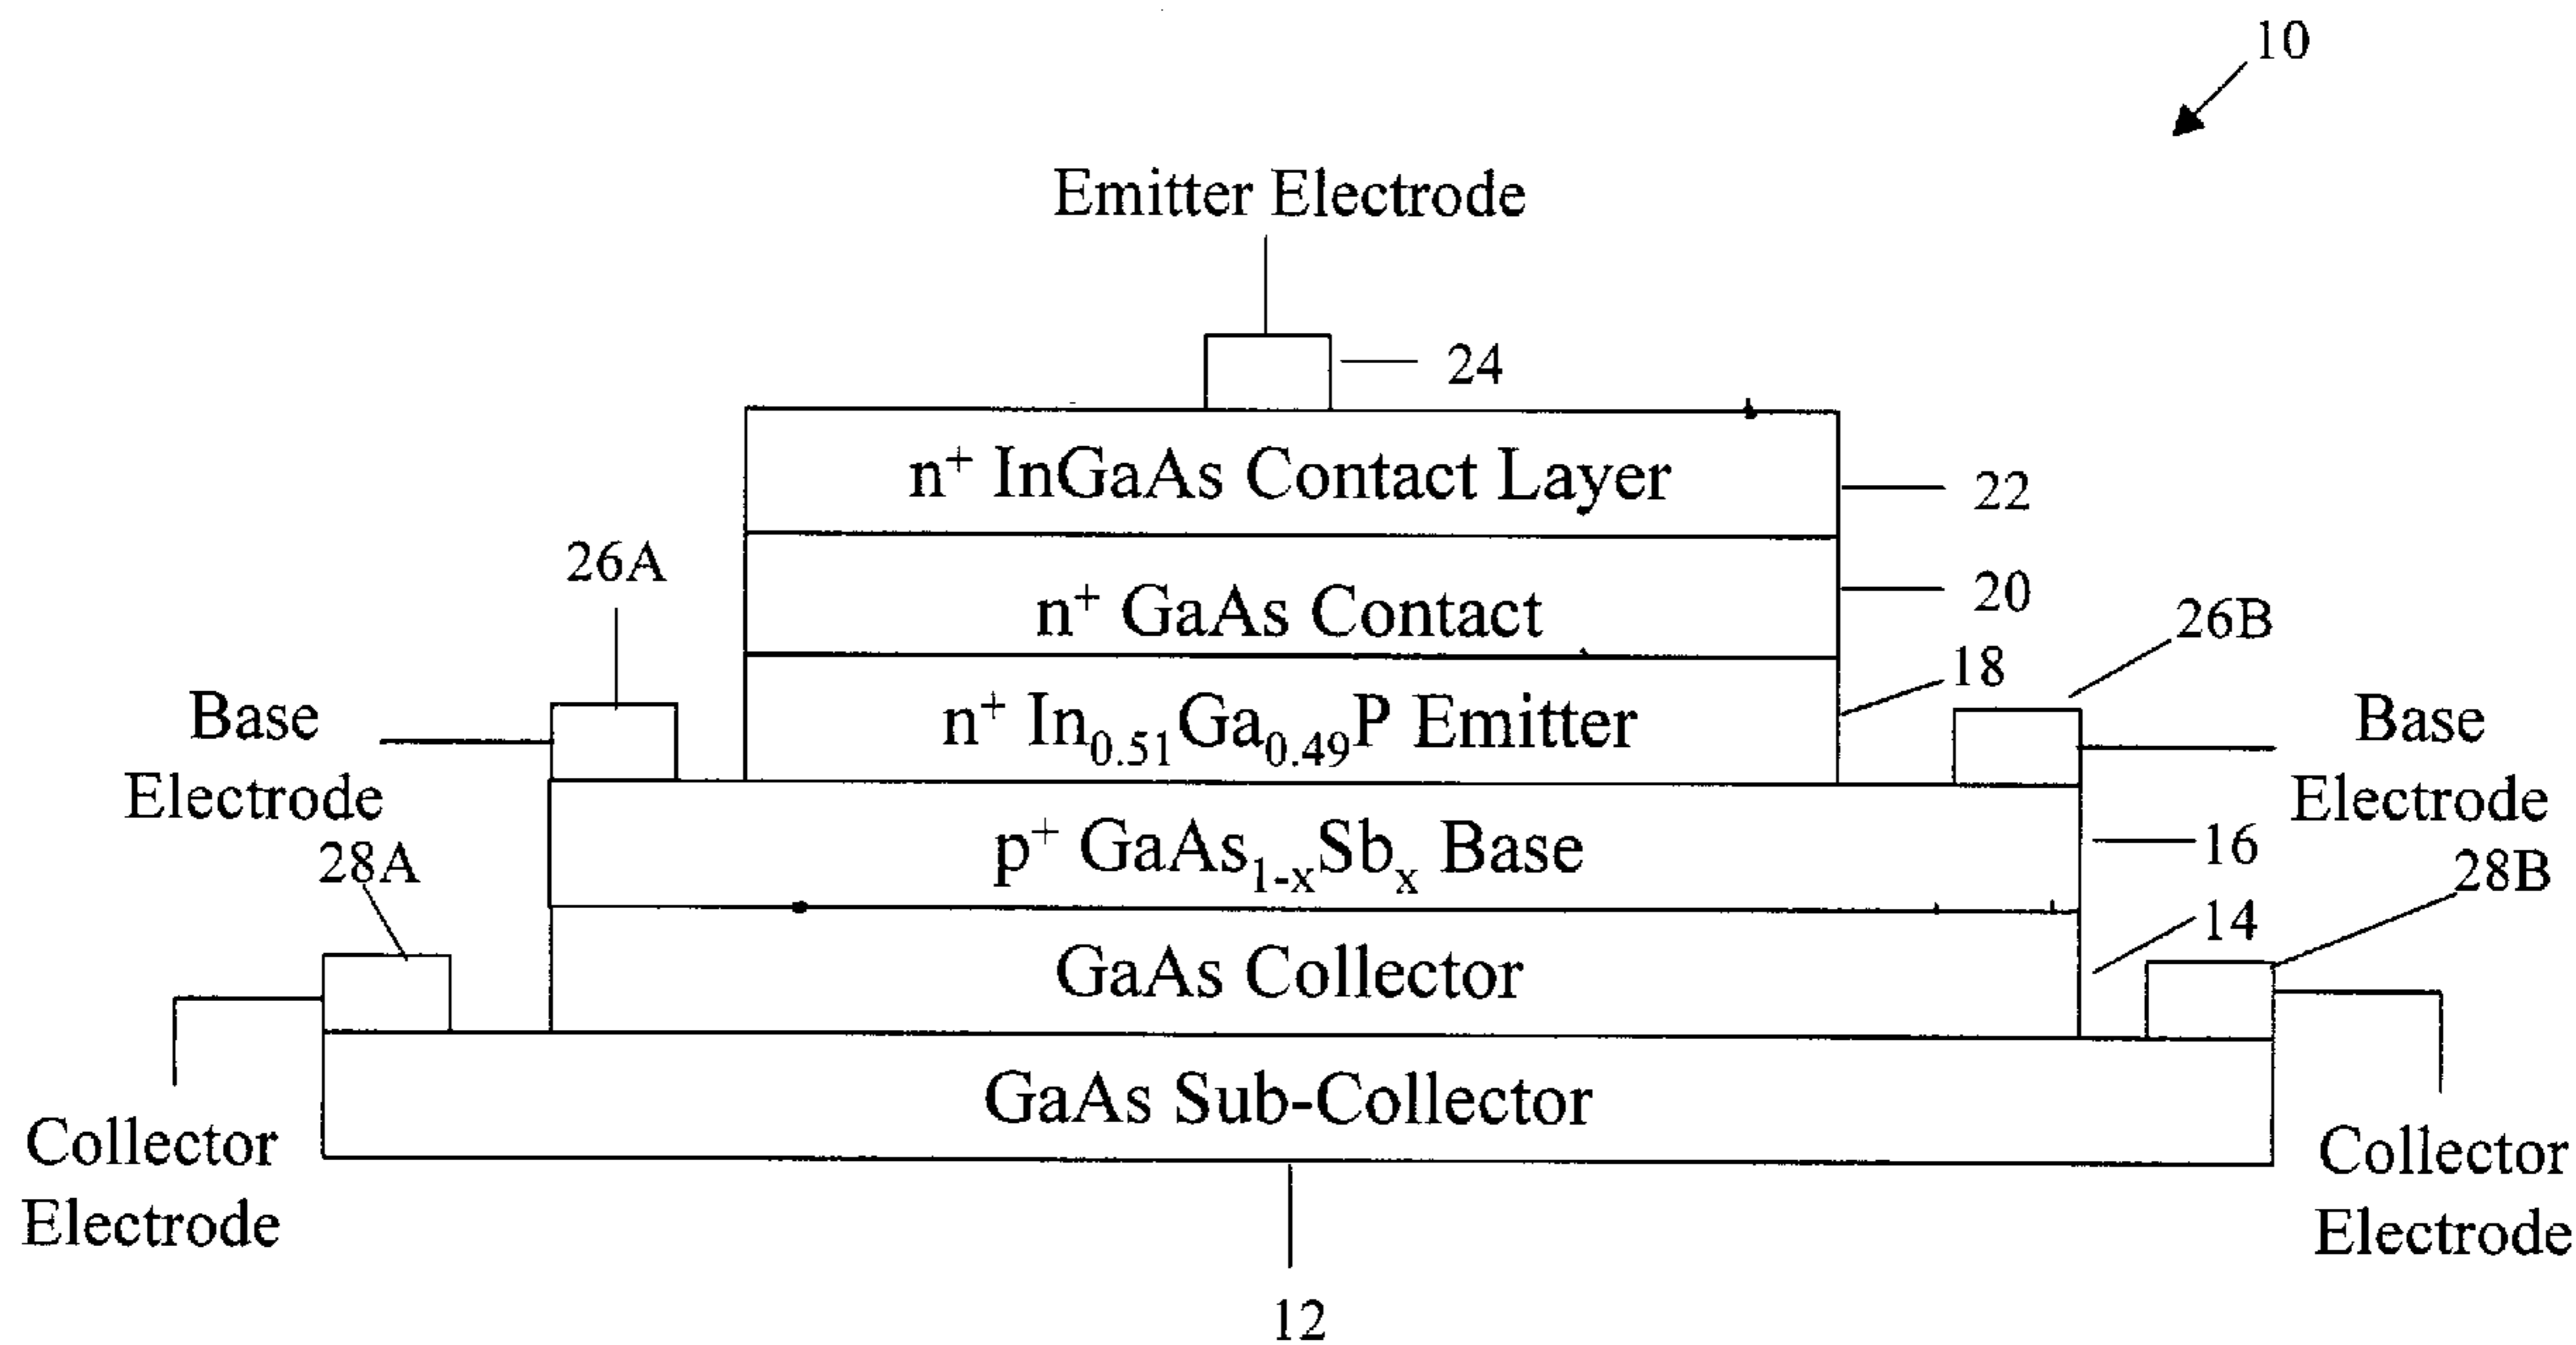 10
Emitter Electrode
24
n⁺ InGaAs Contact Layer
22
26A
n⁺ GaAs Contact
20
26B
18
Base
Electrode
n⁺ In₀.₅₁Ga₀.₄₉P Emitter
Base
Electrode
28A
p⁺ GaAs₁₋ₓSbₓ Base
16
28B
14
GaAs Collector
GaAs Sub-Collector
Collector
Electrode
Collector
Electrode
12